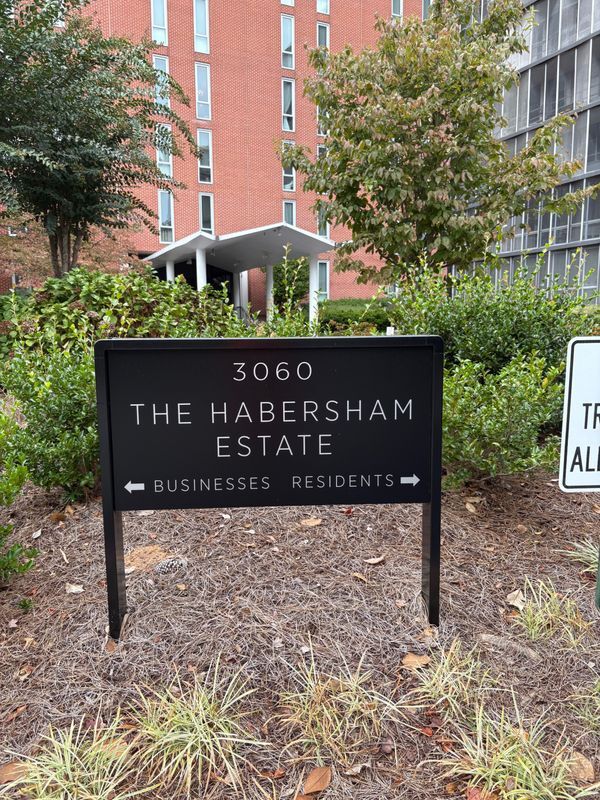 3060
THE HABERSHAM
ESTATE
← BUSINESSES RESIDENTS →